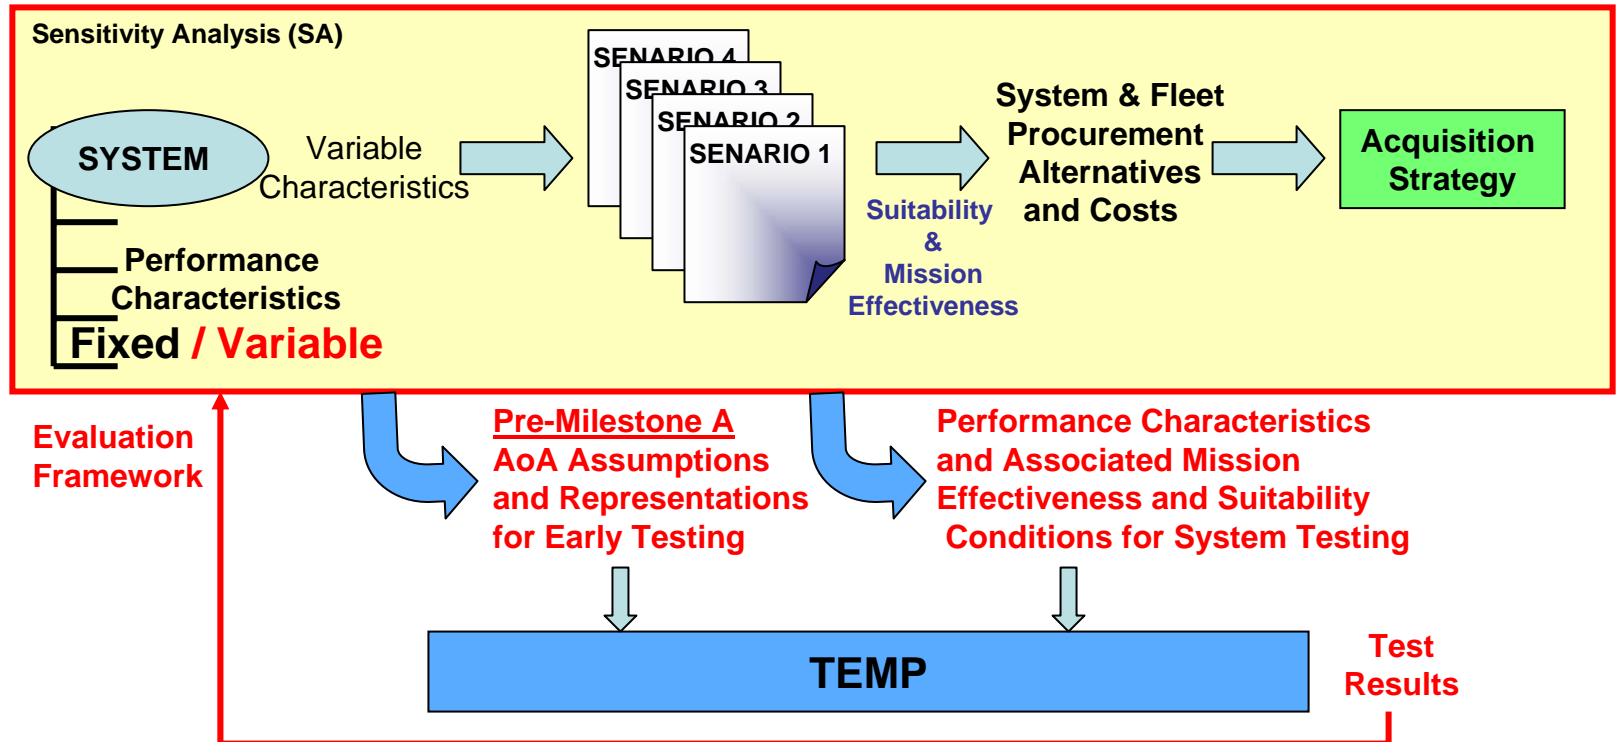 Sensitivity Analysis (SA)
SYSTEM
Variable
Characteristics
Performance
Characteristics
Fixed / Variable
SENARIO 4
SENARIO 3
SENARIO 2
SENARIO 1
Suitability
&
Mission
Effectiveness
System & Fleet
Procurement
Alternatives
and Costs
Acquisition
Strategy
Evaluation
Framework
Pre-Milestone A
AoA Assumptions
and Representations
for Early Testing
Performance Characteristics
and Associated Mission
Effectiveness and Suitability
Conditions for System Testing
TEMP
Test
Results